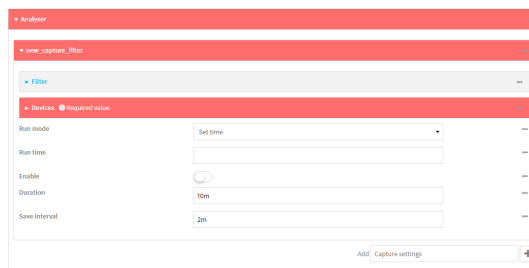 ▾ Analyzer
▾ new_capture_filter
▸ Filter
▸ Devices ? Required value
Run mode
Set time
Run time
Enable
Duration
10m
Save interval
2m
Add Capture settings